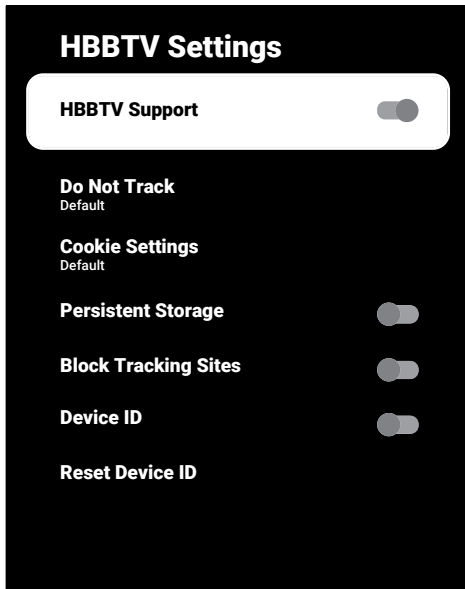 HBBTV Settings
HBBTV Support
Do Not Track
Default
Cookie Settings
Default
Persistent Storage
Block Tracking Sites
Device ID
Reset Device ID